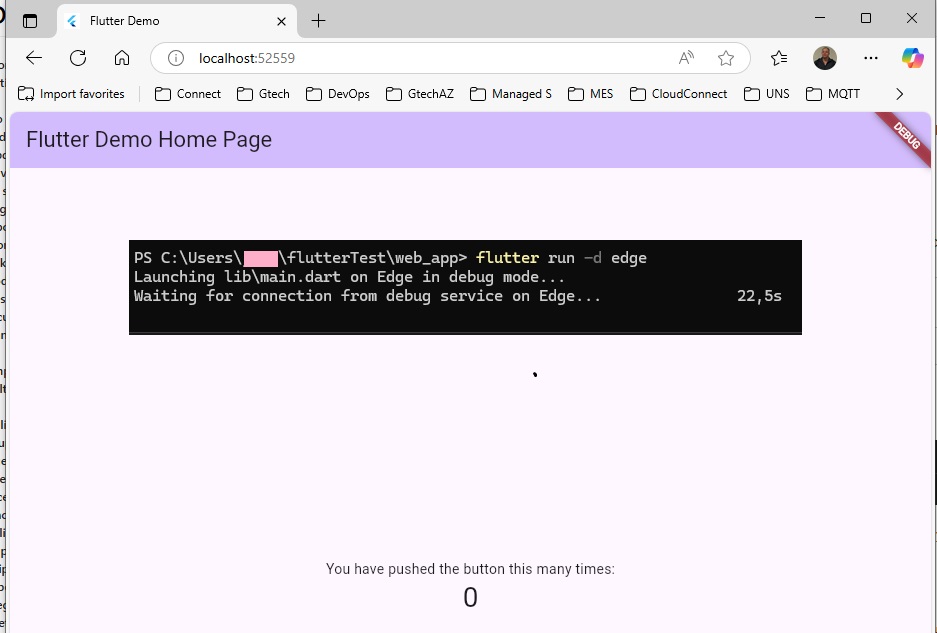 Flutter Demo
localhost:52559
Import favorites Connect Gtech DevOps GtechAZ Managed S MES CloudConnect UNS MQTT
Flutter Demo Home Page
DEBUG
PS C:\Users\ \flutterTest\web_app> flutter run -d edge
Launching lib\main.dart on Edge in debug mode...
Waiting for connection from debug service on Edge... 22,5s
You have pushed the button this many times:
0